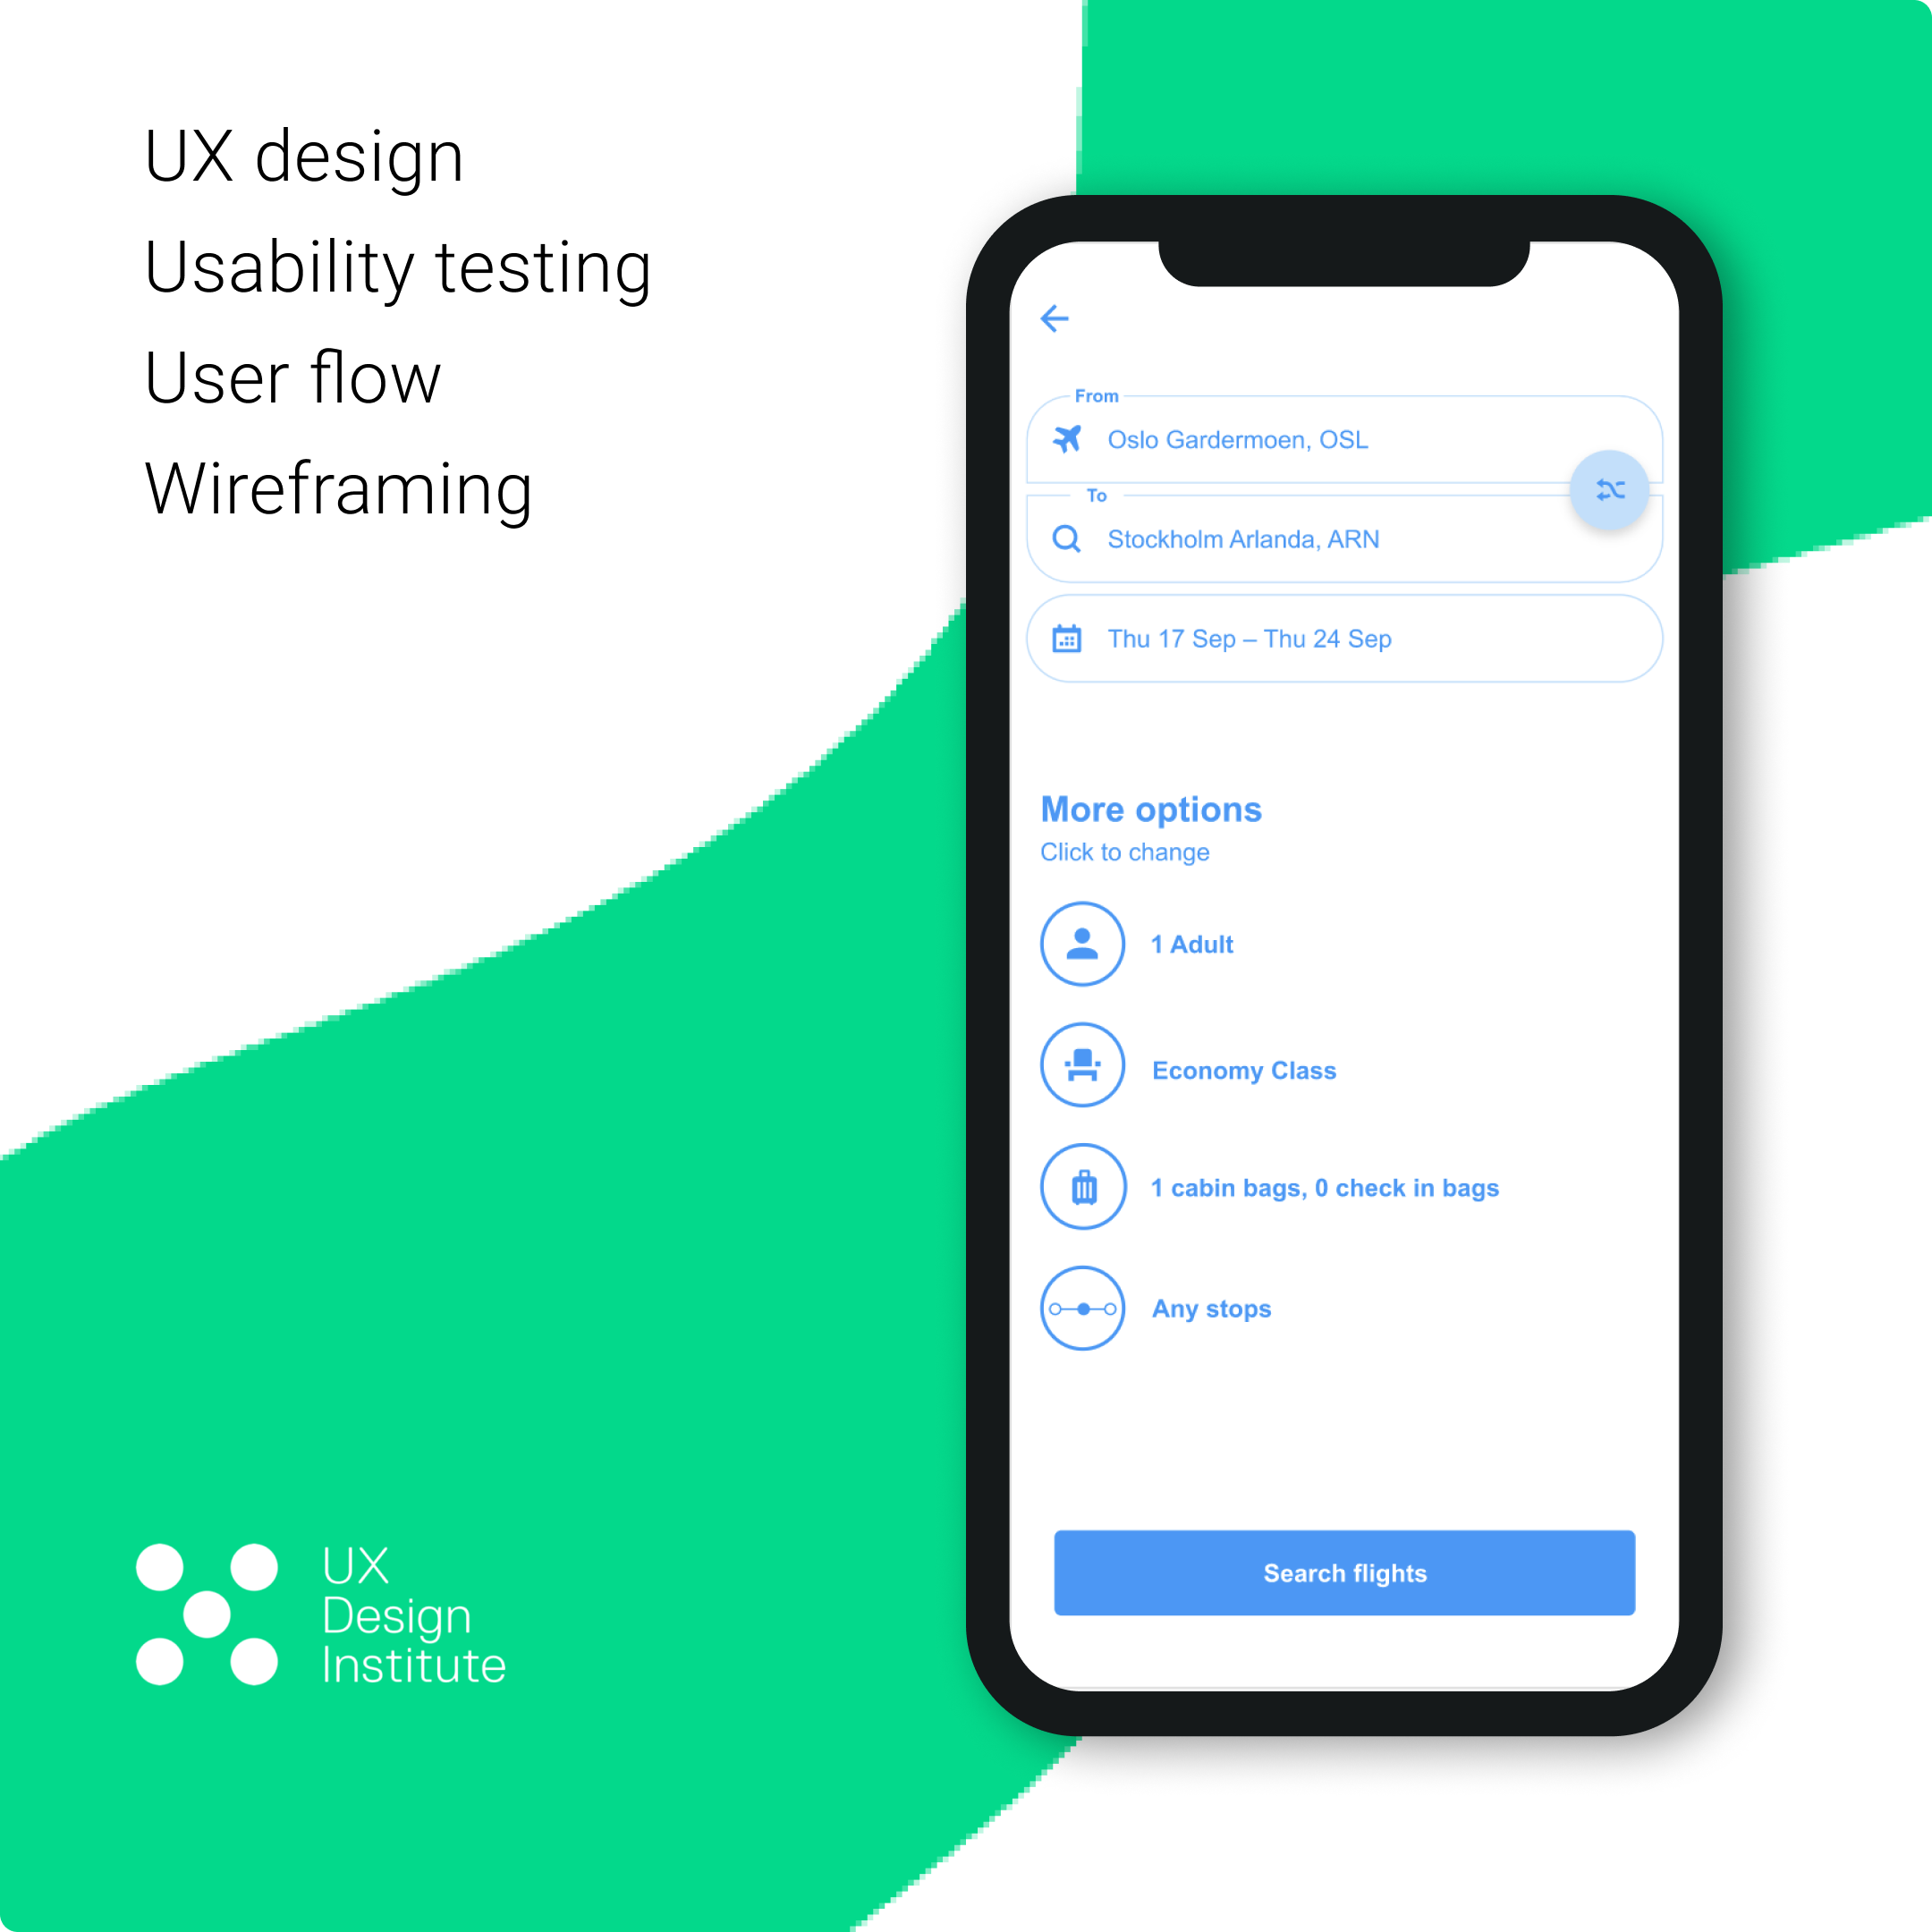 UX design
Usability testing
User flow
Wireframing
From
Oslo Gardermoen, OSL
To
Stockholm Arlanda, ARN
Thu 17 Sep – Thu 24 Sep
More options
Click to change
1 Adult
Economy Class
1 cabin bags, 0 check in bags
Any stops
Search flights
UX
Design
Institute